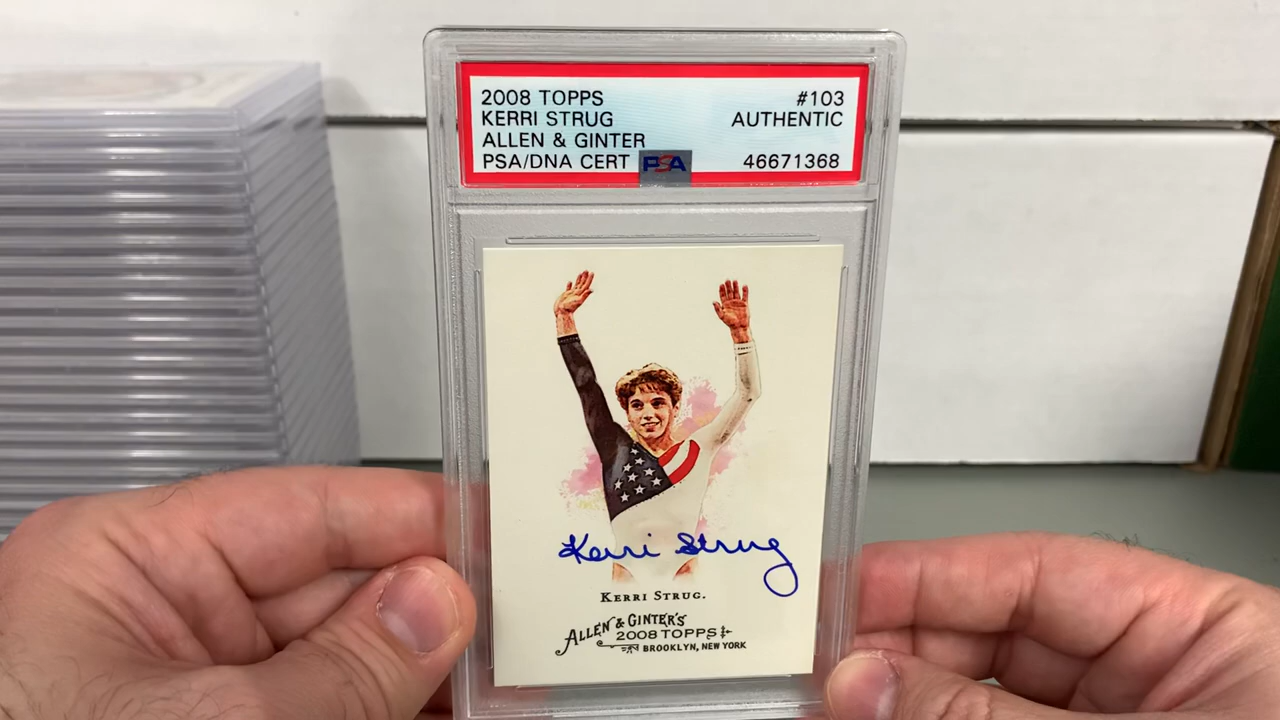 2008 TOPPS #103
KERRI STRUG AUTHENTIC
ALLEN & GINTER
PSA/DNA CERT PSA 46671368
Kerri Strug
KERRI STRUG.
ALLEN & GINTER'S
2008 TOPPS
BROOKLYN, NEW YORK